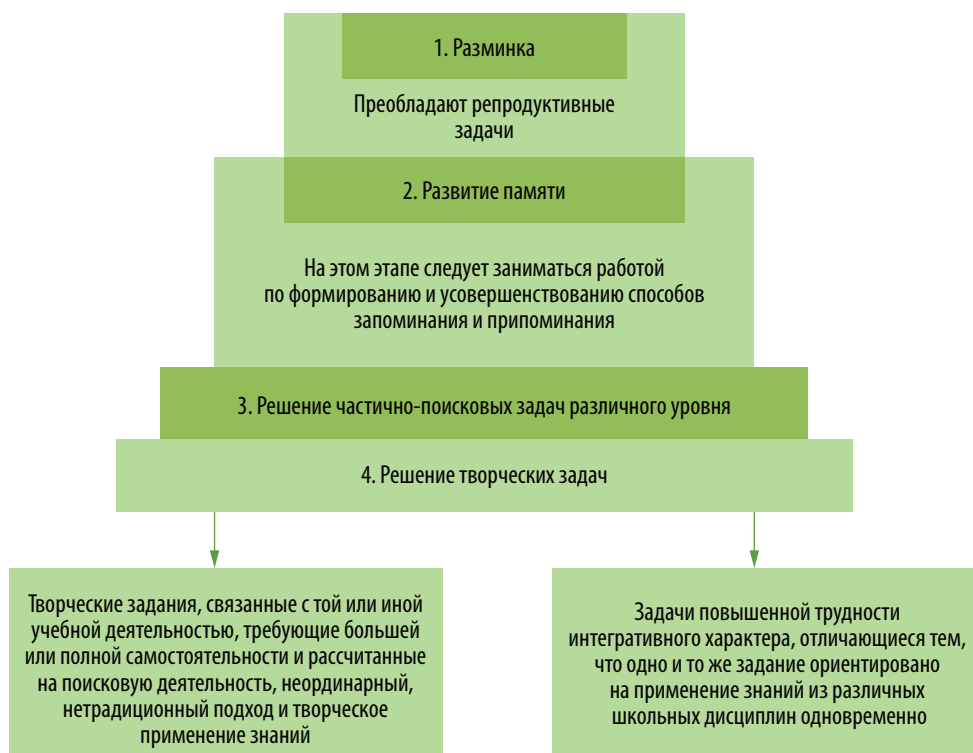 1. Разминка
Преобладают репродуктивные
задачи
2. Развитие памяти
На этом этапе следует заниматься работой
по формированию и усовершенствованию способов
запоминания и припоминания
3. Решение частично-поисковых задач различного уровня
4. Решение творческих задач
Творческие задания, связанные с той или иной
учебной деятельностью, требующие большей
или полной самостоятельности и рассчитанные
на поисковую деятельность, неординарный,
нетрадиционный подход и творческое
применение знаний
Задачи повышенной трудности
интегративного характера, отличающиеся тем,
что одно и то же задание ориентировано
на применение знаний из различных
школьных дисциплин одновременно